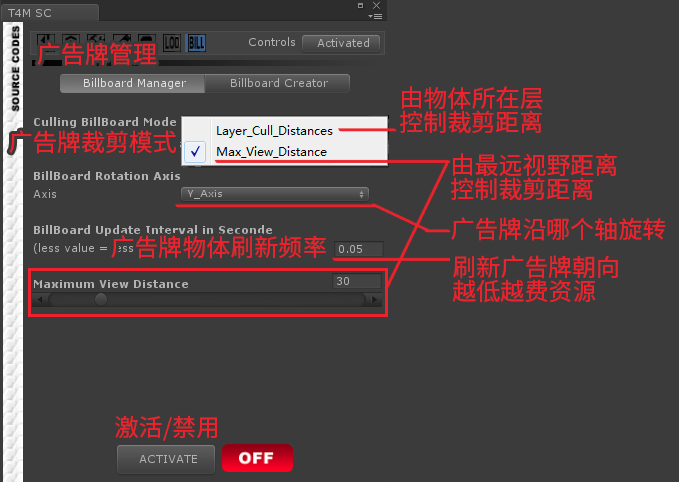 T4M SC
SOURCE CODES
LOD
BILL
Controls
Activated
广告牌管理
Billboard Manager
Billboard Creator
Culling BillBoard Mode
广告牌裁剪模式
Layer_Cull_Distances
Max_View_Distance
由物体所在层
控制裁剪距离
由最远视野距离
控制裁剪距离
BillBoard Rotation Axis
Axis
Y_Axis
广告牌沿哪个轴旋转
BillBoard Update Interval in Seconde
(less value = less
广告牌物体刷新频率
0.05
刷新广告牌朝向
越低越费资源
Maximum View Distance
30
激活/禁用
ACTIVATE
OFF